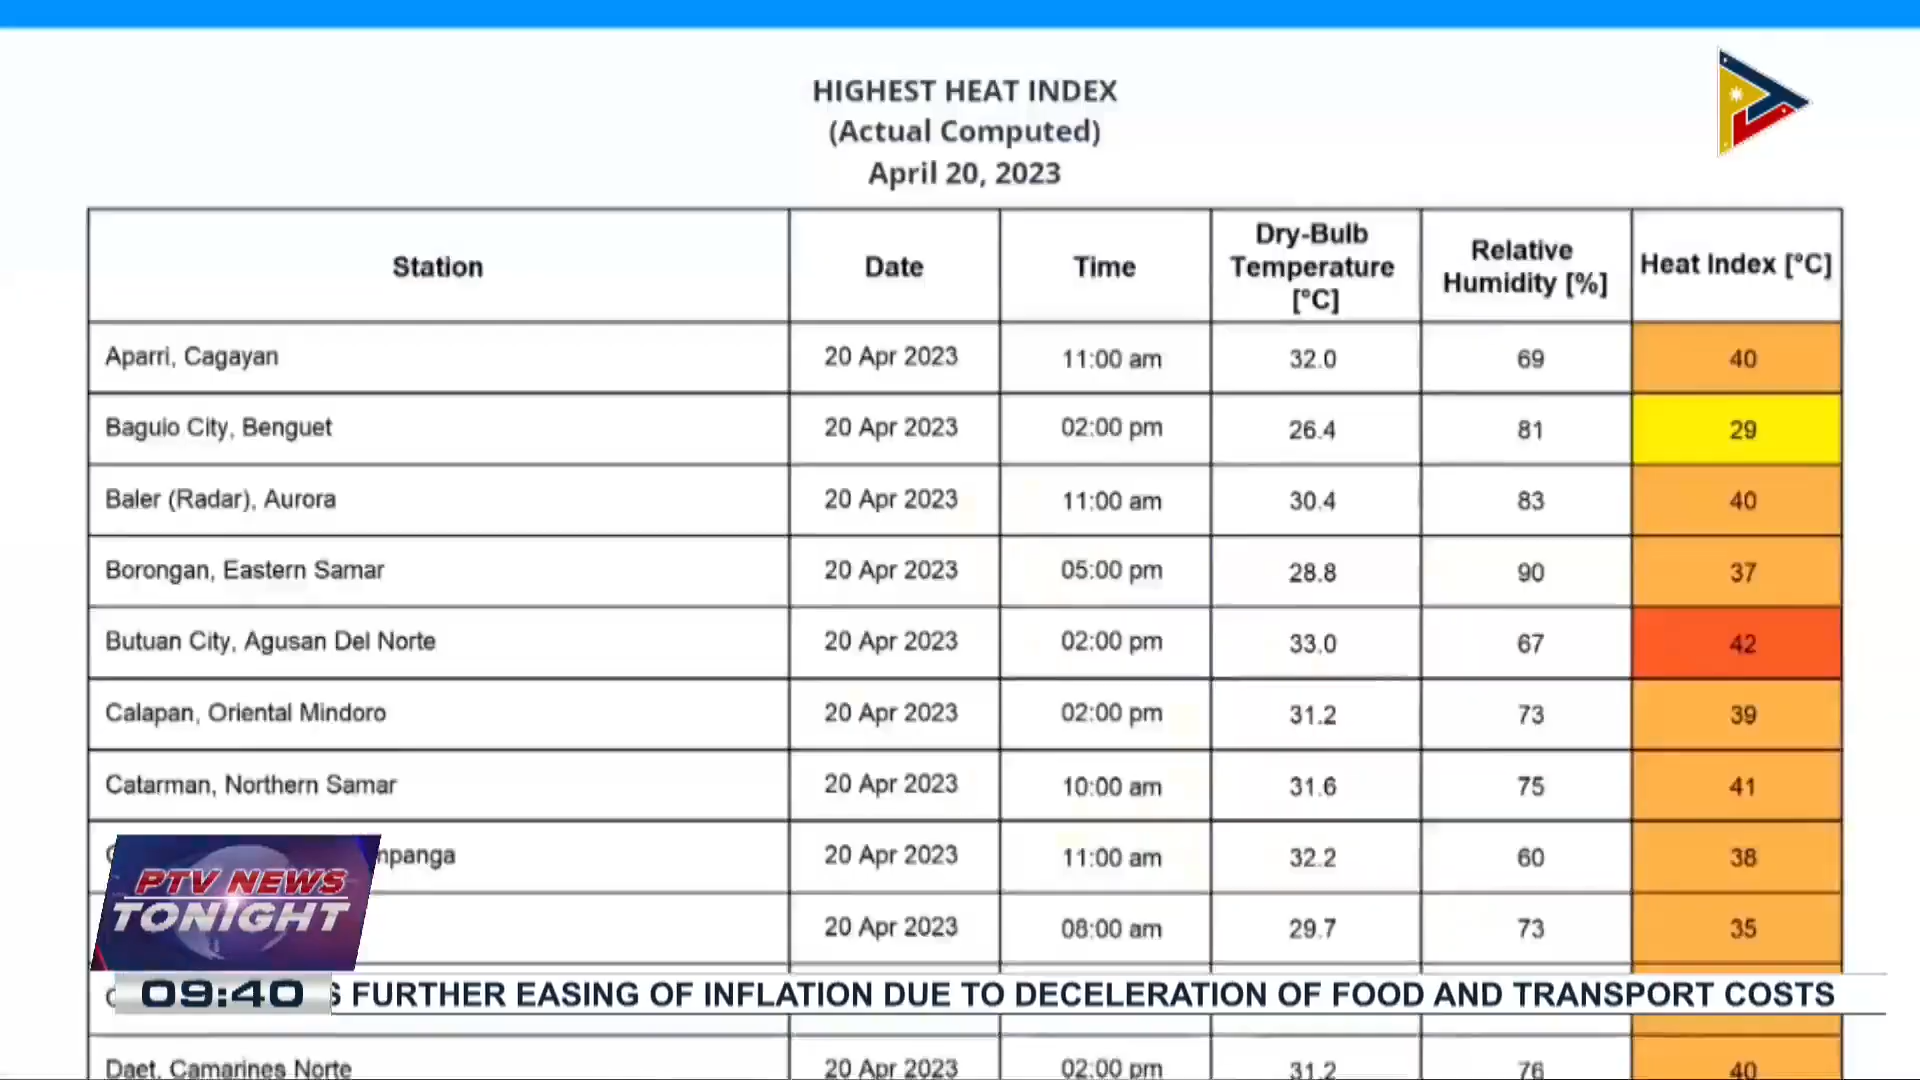 HIGHEST HEAT INDEX
(Actual Computed)
April 20, 2023
Station Date Time Dry-Bulb Temperature [°C] Relative Humidity [%] Heat Index [°C]
Aparri, Cagayan 20 Apr 2023 11:00 am 32.0 69 40
Baguio City, Benguet 20 Apr 2023 02:00 pm 26.4 81 29
Baler (Radar), Aurora 20 Apr 2023 11:00 am 30.4 83 40
Borongan, Eastern Samar 20 Apr 2023 05:00 pm 28.8 90 37
Butuan City, Agusan Del Norte 20 Apr 2023 02:00 pm 33.0 67 42
Calapan, Oriental Mindoro 20 Apr 2023 02:00 pm 31.2 73 39
Catarman, Northern Samar 20 Apr 2023 10:00 am 31.6 75 41
mpanga 20 Apr 2023 11:00 am 32.2 60 38
20 Apr 2023 08:00 am 29.7 73 35
PTV NEWS
TONIGHT
09:40 S FURTHER EASING OF INFLATION DUE TO DECELERATION OF FOOD AND TRANSPORT COSTS
Daet, Camarines Norte 20 Apr 2023 02:00 pm 31.2 76 40